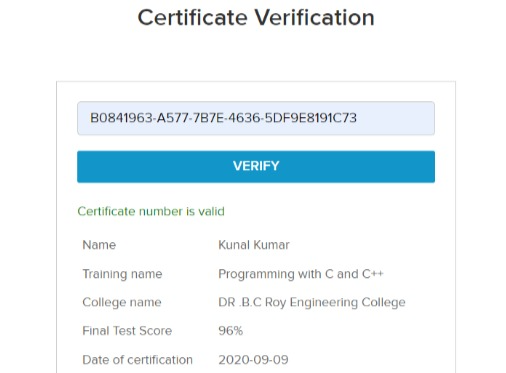 Certificate Verification
B0841963-A577-7B7E-4636-5DF9E8191C73
VERIFY
Certificate number is valid
Name Kunal Kumar
Training name Programming with C and C++
College name DR .B.C Roy Engineering College
Final Test Score 96%
Date of certification 2020-09-09